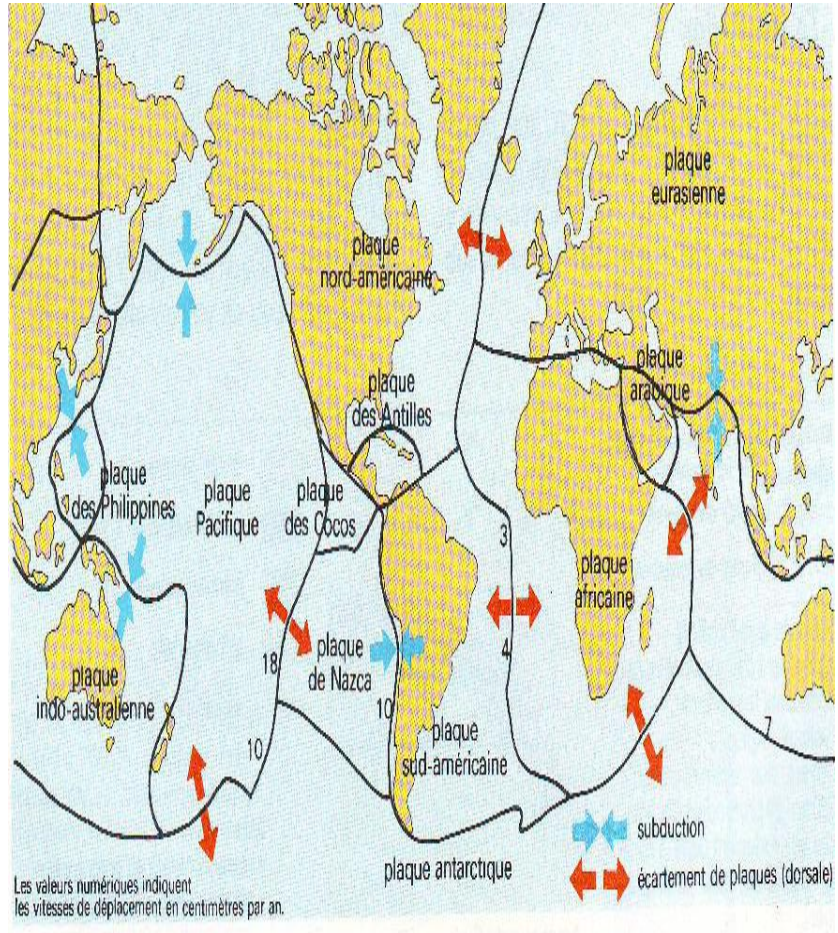 plaque
eurasienne
plaque
nord-américaine
plaque
arabique
plaque
des Antilles
plaque
des Philippines
plaque
Pacifique
plaque
des Cocos
3
plaque
africaine
4
plaque
indo-australienne
18
plaque
de Nazca
10
10
plaque
sud-américaine
7
subduction
plaque antarctique
écartement de plaques (dorsale)
Les valeurs numériques indiquent
les vitesses de déplacement en centimètres par an.